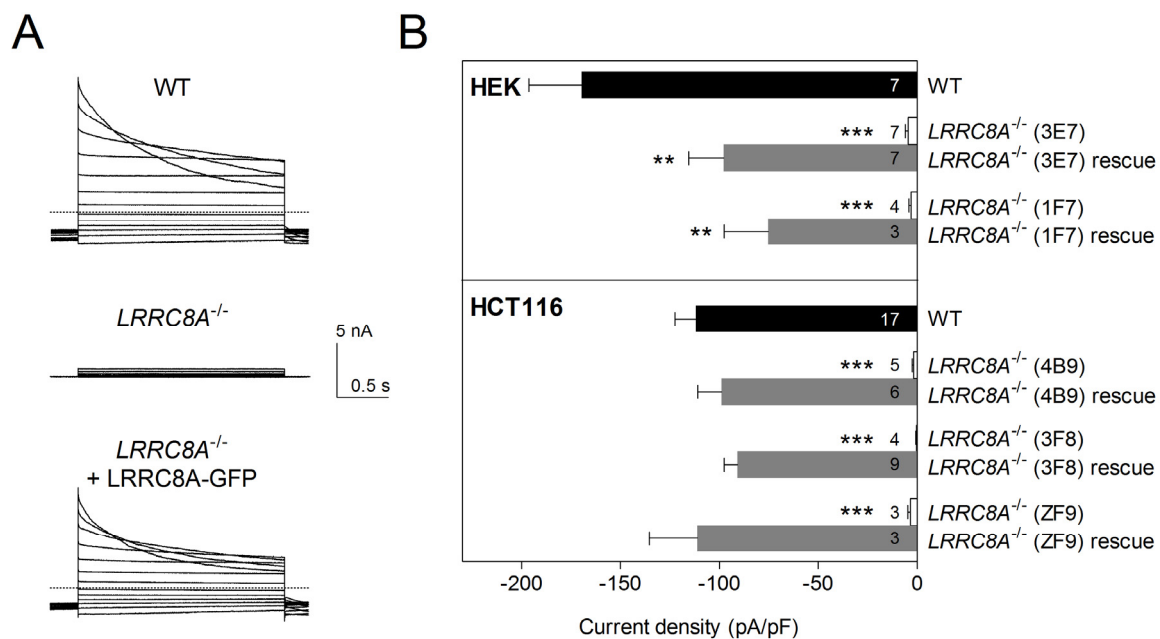 A
WT
LRRC8A-/-
5 nA
0.5 s
LRRC8A-/-
+ LRRC8A-GFP
B
HEK
7 WT
*** 7 LRRC8A-/- (3E7)
** 7 LRRC8A-/- (3E7) rescue
*** 4 LRRC8A-/- (1F7)
** 3 LRRC8A-/- (1F7) rescue
HCT116
17 WT
*** 5 LRRC8A-/- (4B9)
6 LRRC8A-/- (4B9) rescue
*** 4 LRRC8A-/- (3F8)
9 LRRC8A-/- (3F8) rescue
*** 3 LRRC8A-/- (ZF9)
3 LRRC8A-/- (ZF9) rescue
-200 -150 -100 -50 0
Current density (pA/pF)